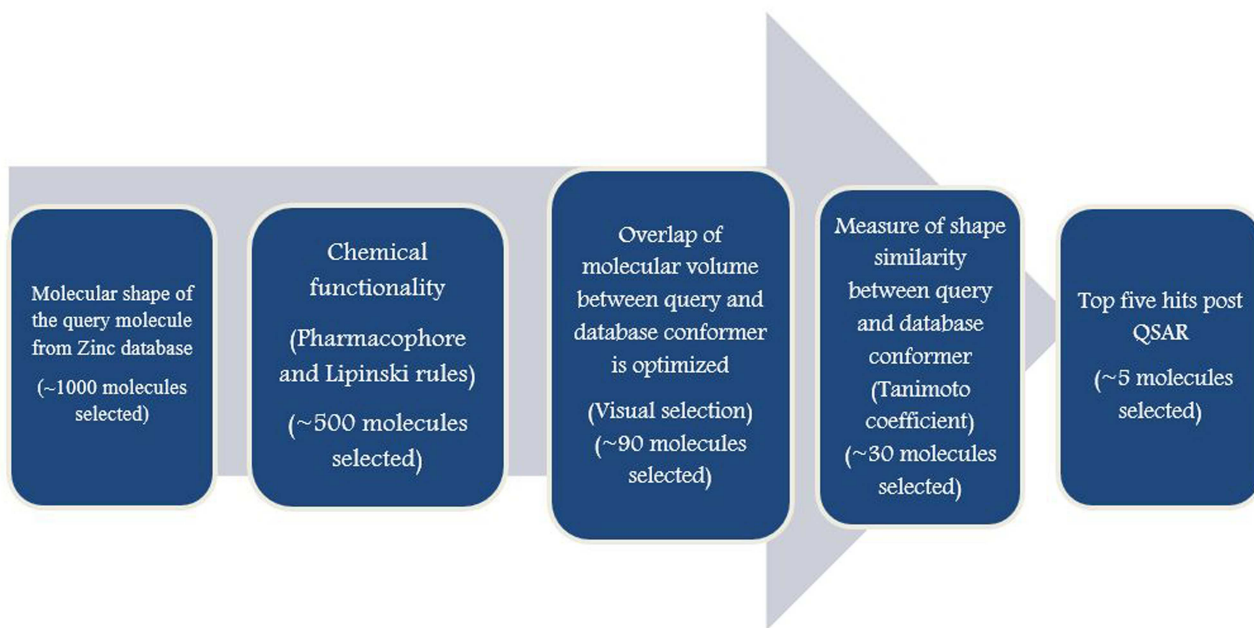 Molecular shape of
the query molecule
from Zinc database
(~1000 molecules
selected)
Chemical
functionality
(Pharmacophore
and Lipinski rules)
(~500 molecules
selected)
Overlap of
molecular volume
between query and
database conformer
is optimized
(Visual selection)
(~90 molecules
selected)
Measure of shape
similarity
between query
and database
conformer
(Tanimoto
coefficient)
(~30 molecules
selected)
Top five hits post
QSAR
(~5 molecules
selected)